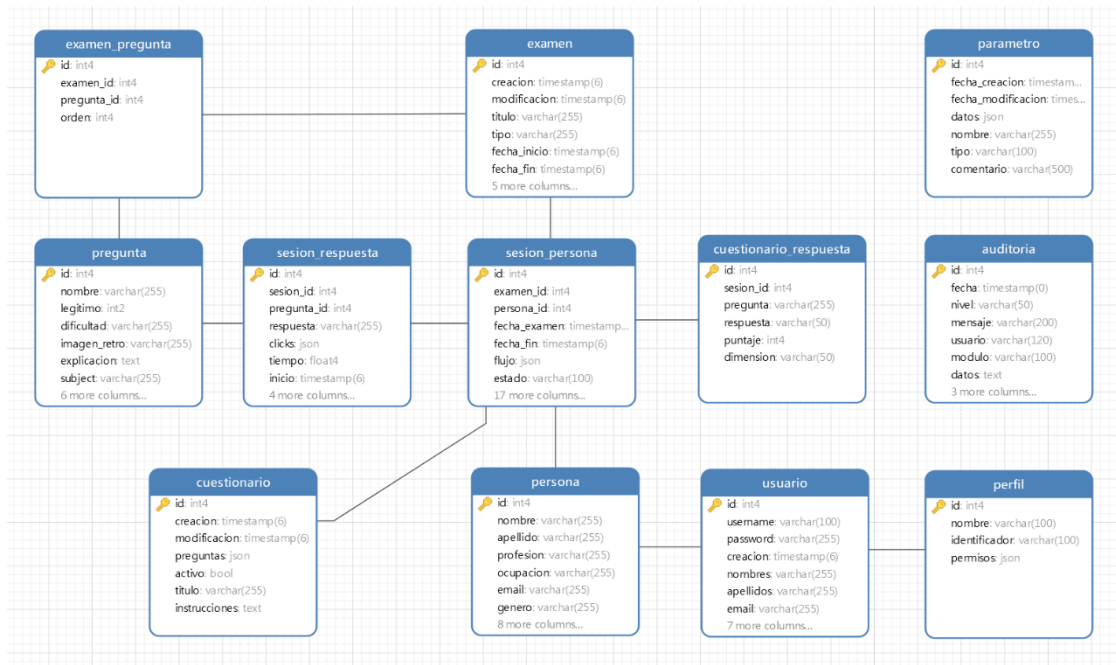 examen_pregunta
id: int4
examen_id: int4
pregunta_id: int4
orden: int4
examen
id: int4
creacion: timestamp(6)
modificacion: timestamp(6)
titulo: varchar(255)
tipo: varchar(255)
fecha_inicio: timestamp(6)
fecha_fin: timestamp(6)
5 more columns...
parametro
id: int4
fecha_creacion: timestam...
fecha_modificacion: times...
datos: json
nombre: varchar(255)
tipo: varchar(100)
comentario: varchar(500)
pregunta
id: int4
nombre: varchar(255)
legitimo: int2
dificultad: varchar(255)
imagen_retro: varchar(255)
explicacion: text
subject: varchar(255)
6 more columns...
sesion_respuesta
id: int4
sesion_id: int4
pregunta_id: int4
respuesta: varchar(255)
clicks: json
tiempo: float4
inicio: timestamp(6)
4 more columns...
sesion_persona
id: int4
examen_id: int4
persona_id: int4
fecha_examen: timestamp...
fecha_fin: timestamp(6)
flujo: json
estado: varchar(100)
17 more columns...
cuestionario_respuesta
id: int4
sesion_id: int4
pregunta: varchar(255)
respuesta: varchar(50)
puntaje: int4
dimension: varchar(50)
auditoria
id: int4
fecha: timestamp(0)
nivel: varchar(50)
mensaje: varchar(200)
usuario: varchar(120)
modulo: varchar(100)
datos: text
3 more columns...
cuestionario
id: int4
creacion: timestamp(6)
modificacion: timestamp(6)
preguntas: json
activo: bool
titulo: varchar(255)
instrucciones: text
persona
id: int4
nombre: varchar(255)
apellido: varchar(255)
profesion: varchar(255)
ocupacion: varchar(255)
email: varchar(255)
genero: varchar(255)
8 more columns...
usuario
id: int4
username: varchar(100)
password: varchar(255)
creacion: timestamp(6)
nombres: varchar(255)
apellidos: varchar(255)
email: varchar(255)
7 more columns...
perfil
id: int4
nombre: varchar(100)
identificador: varchar(100)
permisos: json